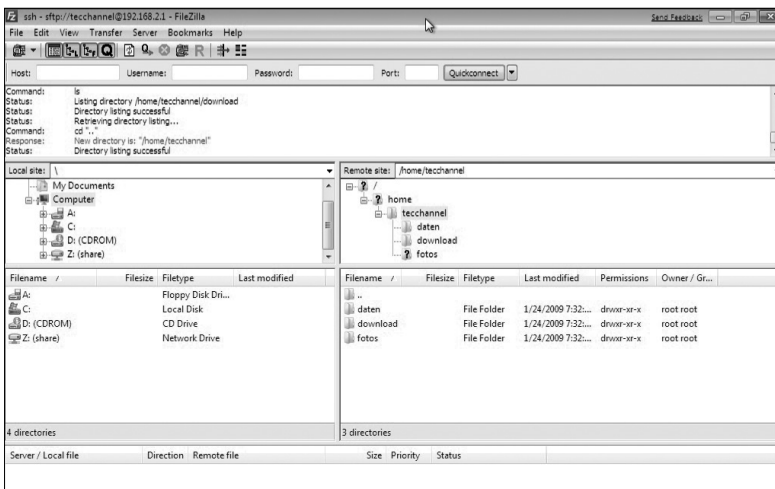 ssh - sftp://tecchannel@192.168.2.1 - FileZilla
Send Feedback
File Edit View Transfer Server Bookmarks Help
Host: Username: Password: Port: Quickconnect
Command: ls
Status: Listing directory /home/tecchannel/download
Status: Directory listing successful
Status: Retrieving directory listing...
Command: cd ".."
Response: New directory is: "/home/tecchannel"
Status: Directory listing successful
Local site: \
My Documents
Computer
A:
C:
D: (CDROM)
Z: (share)
Remote site: /home/tecchannel
/
home
tecchannel
daten
download
fotos
Filename / Filesize Filetype Last modified
A: Floppy Disk Dri...
C: Local Disk
D: (CDROM) CD Drive
Z: (share) Network Drive
4 directories
Filename / Filesize Filetype Last modified Permissions Owner / Gr...
..
daten File Folder 1/24/2009 7:32:... drwxr-xr-x root root
download File Folder 1/24/2009 7:32:... drwxr-xr-x root root
fotos File Folder 1/24/2009 7:32:... drwxr-xr-x root root
3 directories
Server / Local file Direction Remote file Size Priority Status